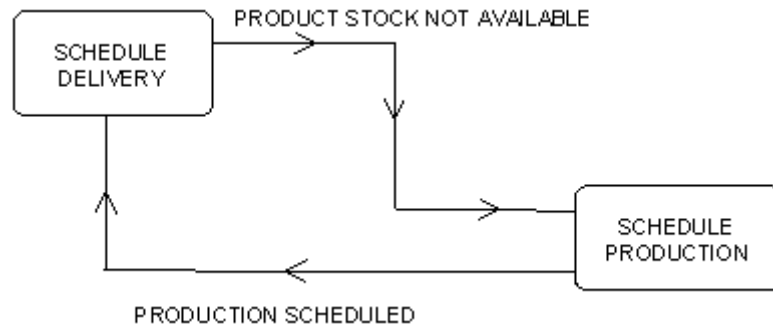 PRODUCT STOCK NOT AVAILABLE
SCHEDULE
DELIVERY
SCHEDULE
PRODUCTION
PRODUCTION SCHEDULED